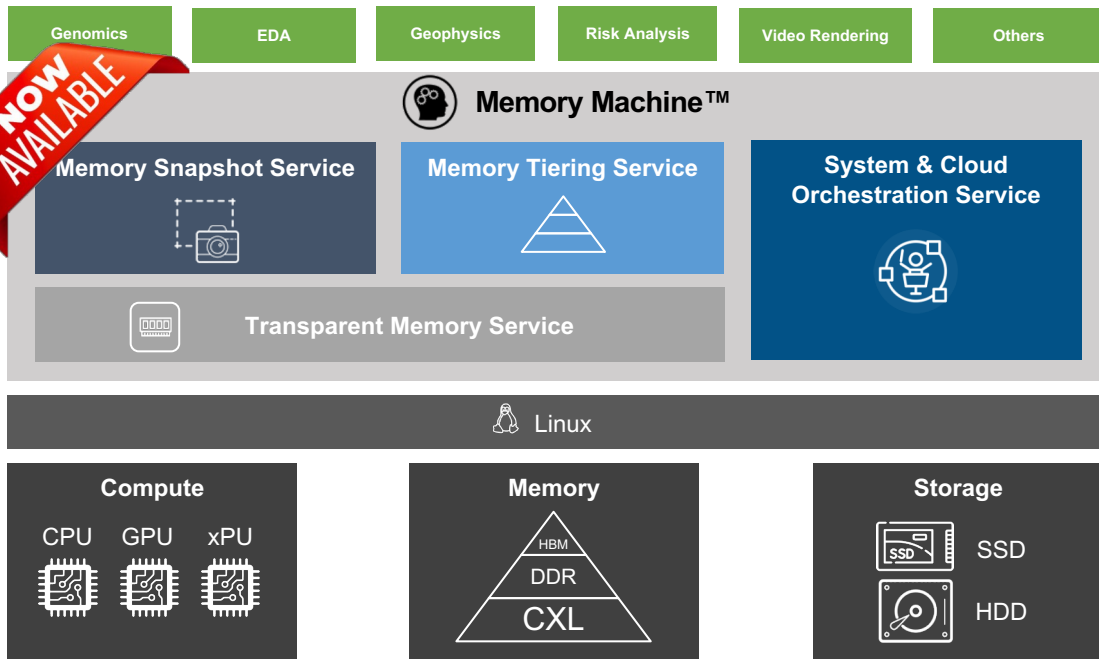 Genomics
EDA
Geophysics
Risk Analysis
Video Rendering
Others
NOW
AVAILABLE
Memory Machine™
Memory Snapshot Service
Memory Tiering Service
System & Cloud
Orchestration Service
Transparent Memory Service
Linux
Compute
CPU GPU xPU
Memory
HBM
DDR
CXL
Storage
SSD
SSD
HDD